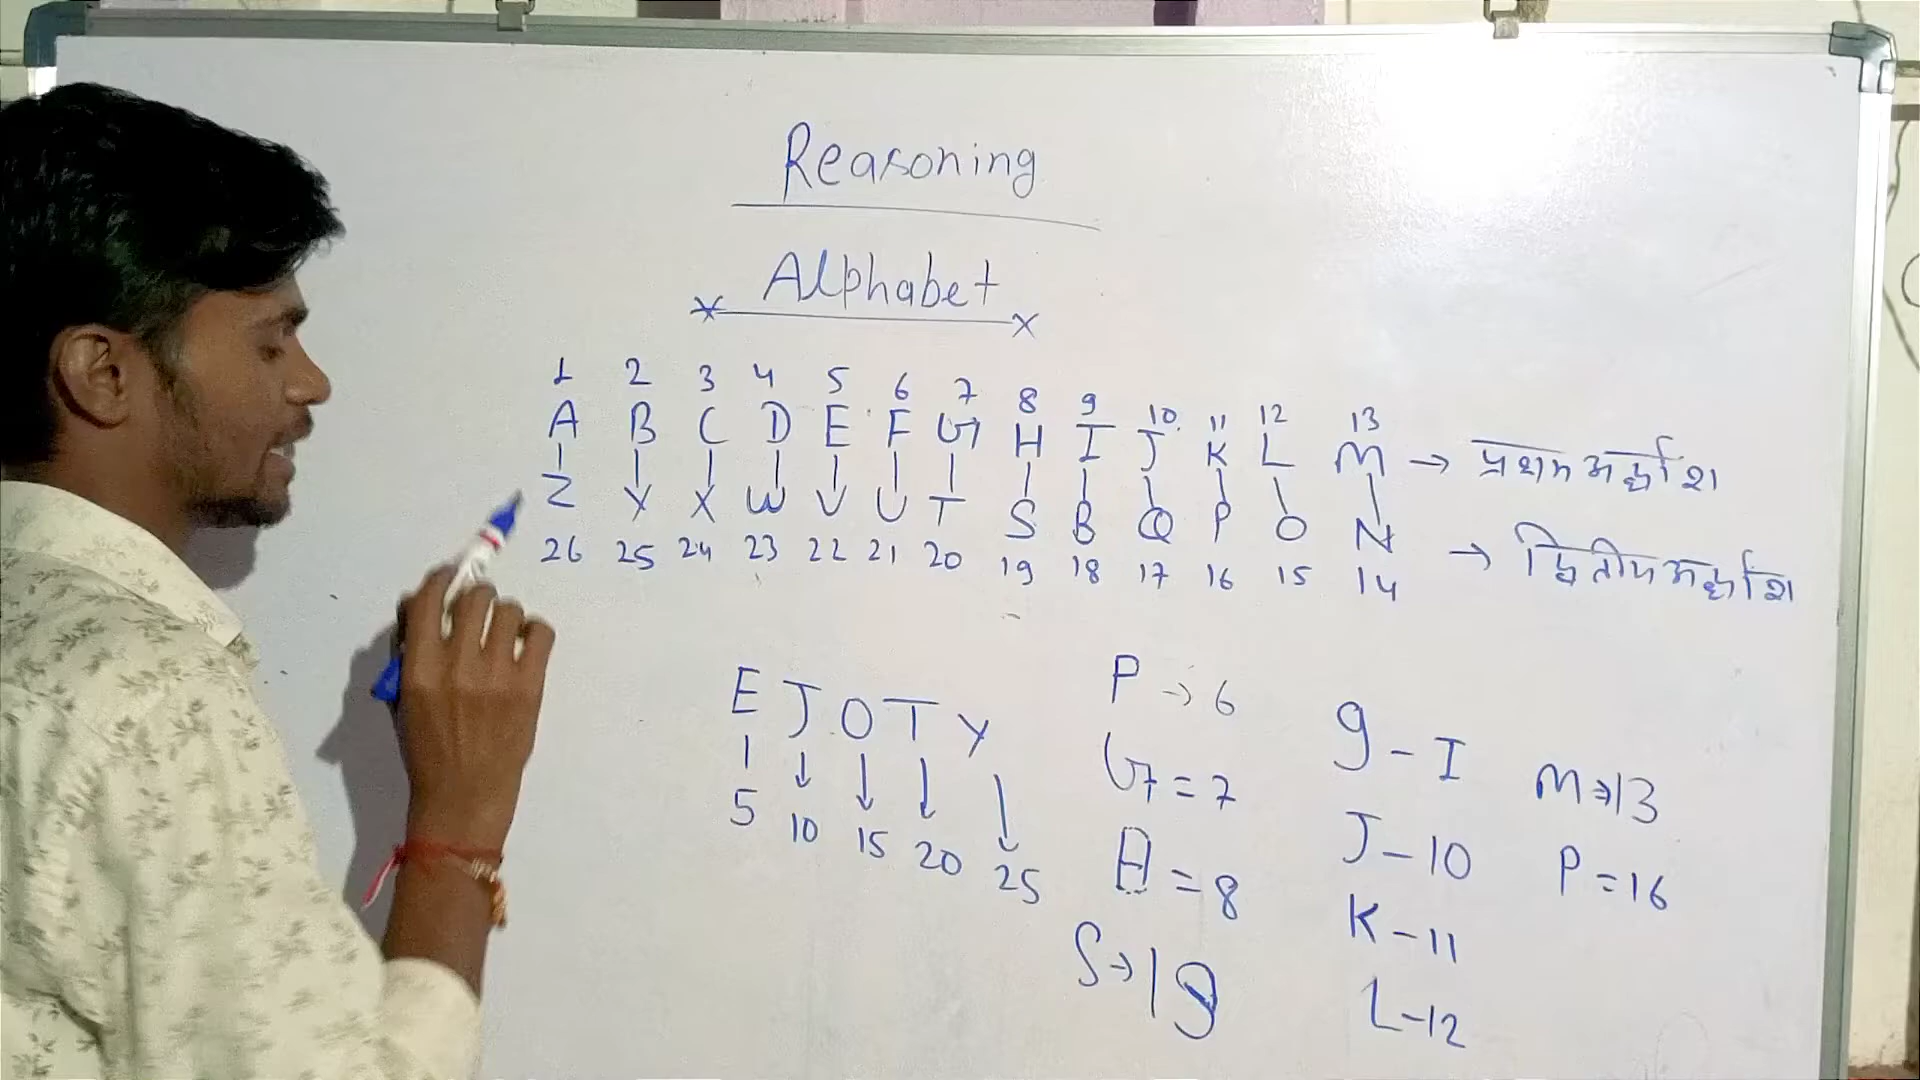 Reasoning
Alphabet
1 2 3 4 5 6 7 8 9 10 11 12 13
A B C D E F G H I J K L M → प्रथम अर्द्धांश
Z Y X W V U T S B Q P O N → द्वितीय अर्द्धांश
26 25 24 23 22 21 20 19 18 17 16 15 14
E J O T Y
5 10 15 20 25
P → 6
G = 7
H = 8
S → 19
9 - I
J - 10
K - 11
L - 12
M → 13
P = 16